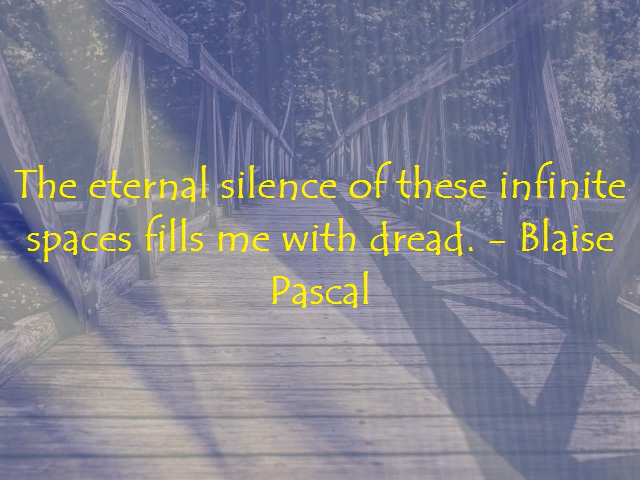 The eternal silence of these infinite
spaces fills me with dread. - Blaise
Pascal